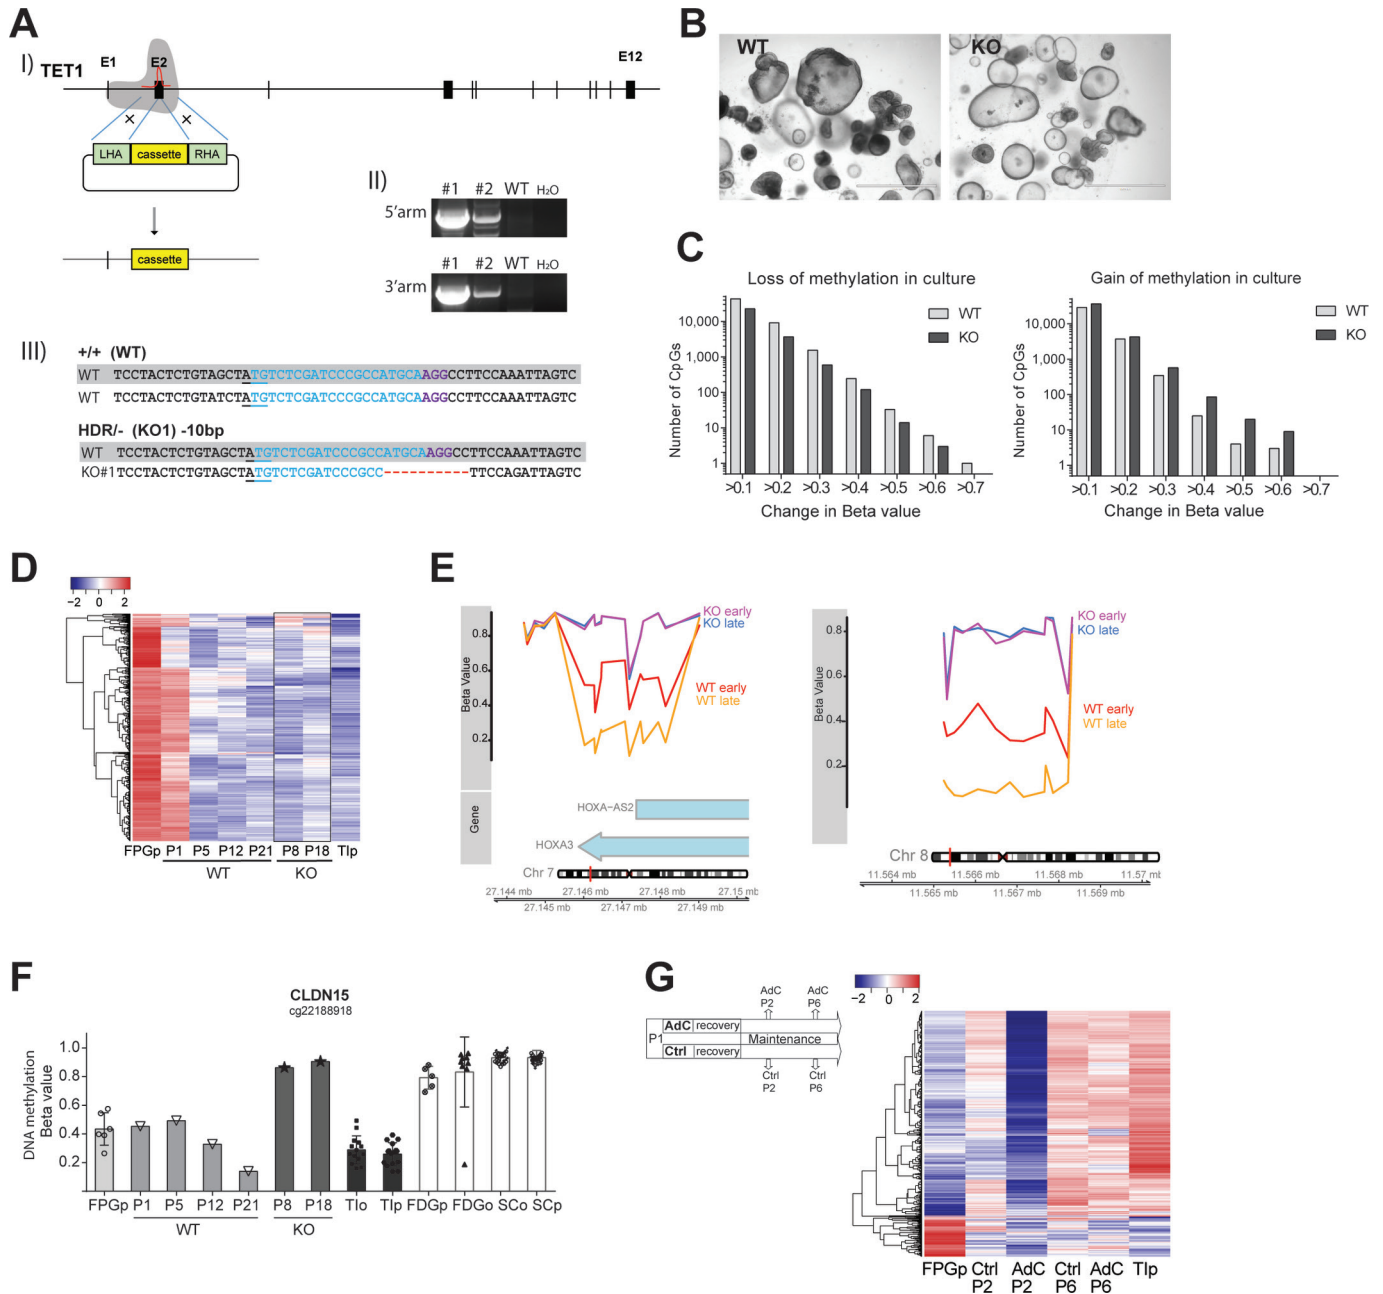 A
I)
TET1
E1
E2
E12
LHA
cassette
RHA
cassette
II)
#1 #2 WT H₂O
5'arm
#1 #2 WT H₂O
3'arm
III)
+/+ (WT)
WT TCCTACTCTGTAGCTATGTCTCGATCCCGCCATGCAAGGCCTTCCAAATTAGTC
WT TCCTACTCTGTATCTATGTCTCGATCCCGCCATGCAAGGCCTTCCAAATTAGTC
HDR/- (KO1) -10bp
WT TCCTACTCTGTAGCTATGTCTCGATCCCGCCATGCAAGGCCTTCCAAATTAGTC
KO#1 TCCTACTCTGTAGCTATGTCTCGATCCCGCC----------TTCCAGATTAGTC
B
WT
KO
C
Loss of methylation in culture
Number of CpGs
10,000
1,000
100
10
1
WT
KO
>0.1 >0.2 >0.3 >0.4 >0.5 >0.6 >0.7
Change in Beta value
Gain of methylation in culture
Number of CpGs
10,000
1,000
100
10
1
WT
KO
>0.1 >0.2 >0.3 >0.4 >0.5 >0.6 >0.7
Change in Beta value
D
−2 0 2
FPGp P1 P5 P12 P21 P8 P18 TIp
WT KO
E
Beta Value
0.8
0.6
0.4
0.2
KO early
KO late
WT early
WT late
Gene
HOXA−AS2
HOXA3
Chr 7
27.144 mb 27.146 mb 27.148 mb 27.15 mb
27.145 mb 27.147 mb 27.149 mb
Beta Value
0.8
0.6
0.4
0.2
KO early
KO late
WT early
WT late
Chr 8
11.564 mb 11.566 mb 11.568 mb 11.57 mb
11.565 mb 11.567 mb 11.569 mb
F
CLDN15
cg22188918
DNA methylation
Beta value
1.0
0.8
0.6
0.4
0.2
FPGp P1 P5 P12 P21 P8 P18 TIo TIp FDGp FDGo SCo SCp
WT KO
G
AdC
P2
AdC
P6
P1
AdC recovery
Maintenance
Ctrl recovery
Ctrl
P2
Ctrl
P6
−2 0 2
FPGp Ctrl AdC Ctrl AdC TIp
P2 P2 P6 P6